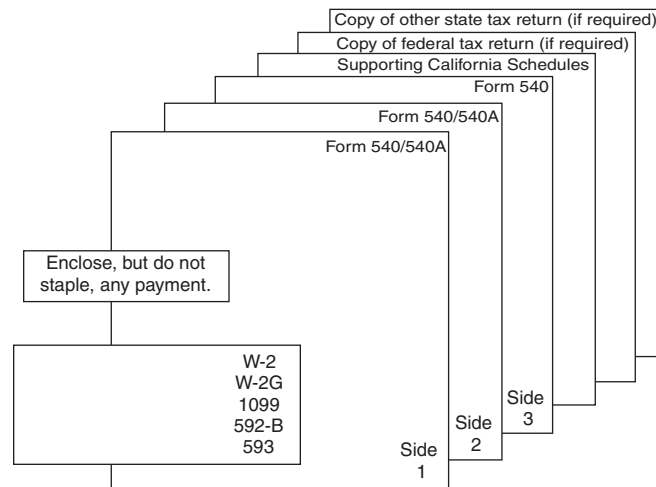 Copy of other state tax return (if required)
Copy of federal tax return (if required)
Supporting California Schedules
Form 540
Form 540/540A
Form 540/540A
Enclose, but do not
staple, any payment.
W-2
W-2G
1099
592-B
593
Side
1
Side
2
Side
3